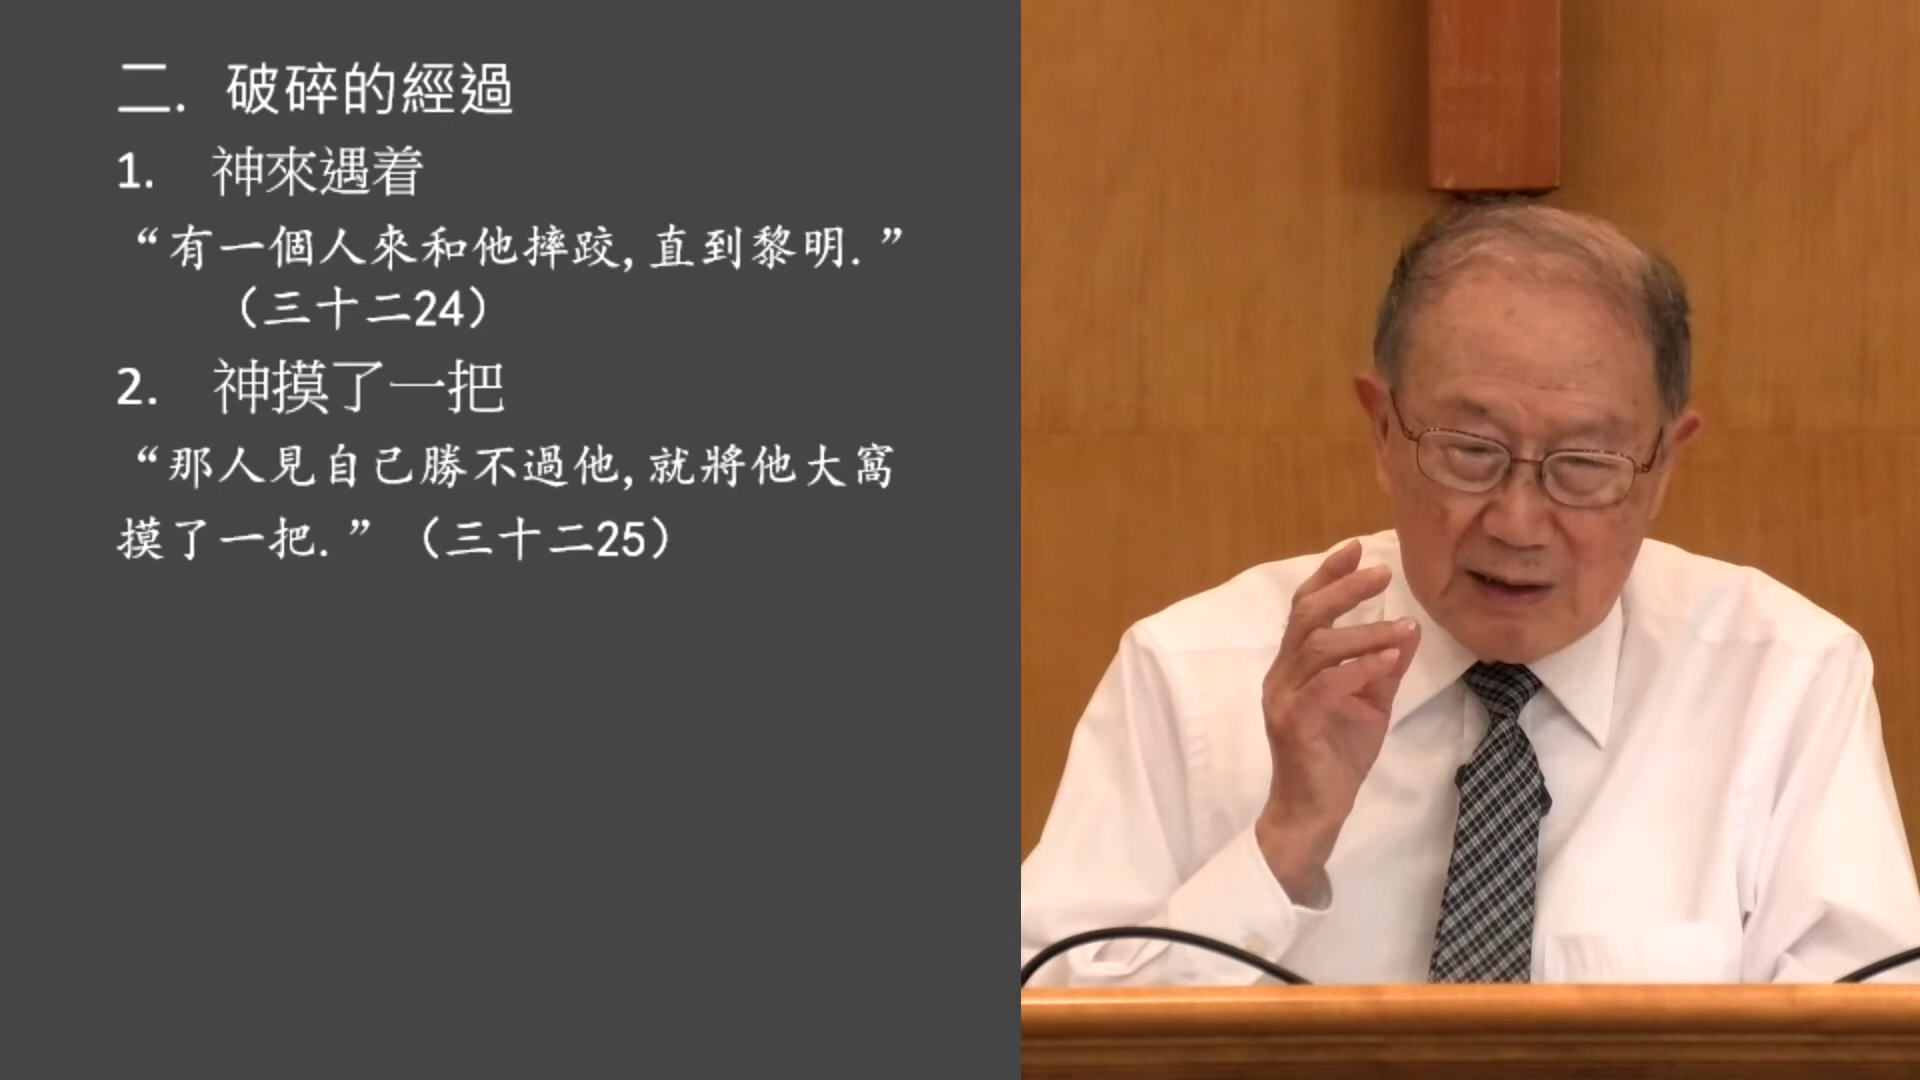 二. 破碎的經過
1. 神來遇着
“有一個人來和他摔跤,直到黎明.”
（三十二24）
2. 神摸了一把
“那人見自己勝不過他,就將他大窩
摸了一把.”（三十二25）